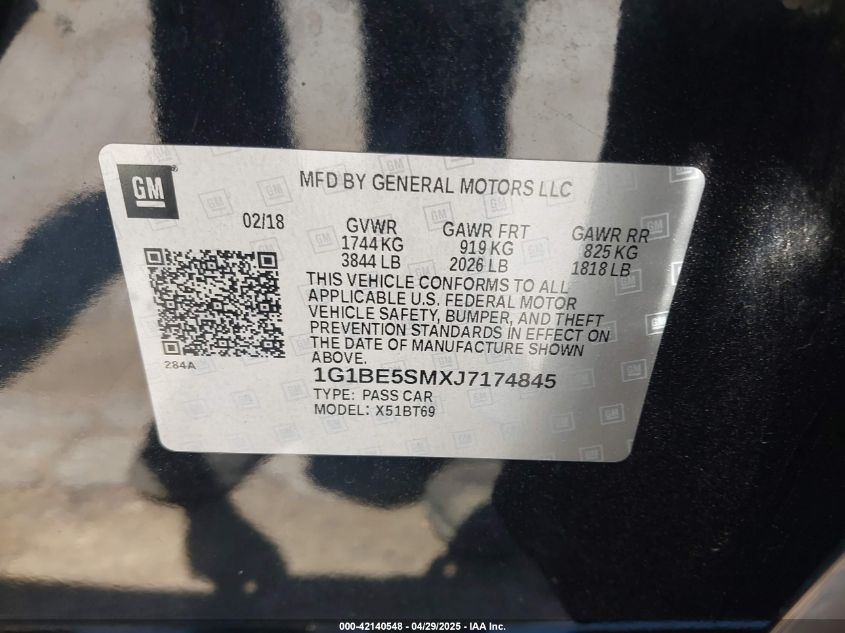 GM
MFD BY GENERAL MOTORS LLC
02/18 GVWR GAWR FRT GAWR RR
1744 KG 919 KG 825 KG
3844 LB 2026 LB 1818 LB
THIS VEHICLE CONFORMS TO ALL
APPLICABLE U.S. FEDERAL MOTOR
VEHICLE SAFETY, BUMPER, AND THEFT
PREVENTION STANDARDS IN EFFECT ON
THE DATE OF MANUFACTURE SHOWN
ABOVE.
284A
1G1BE5SMXJ7174845
TYPE: PASS CAR
MODEL: X51BT69
000-42140548 - 04/29/2025 - IAA Inc.